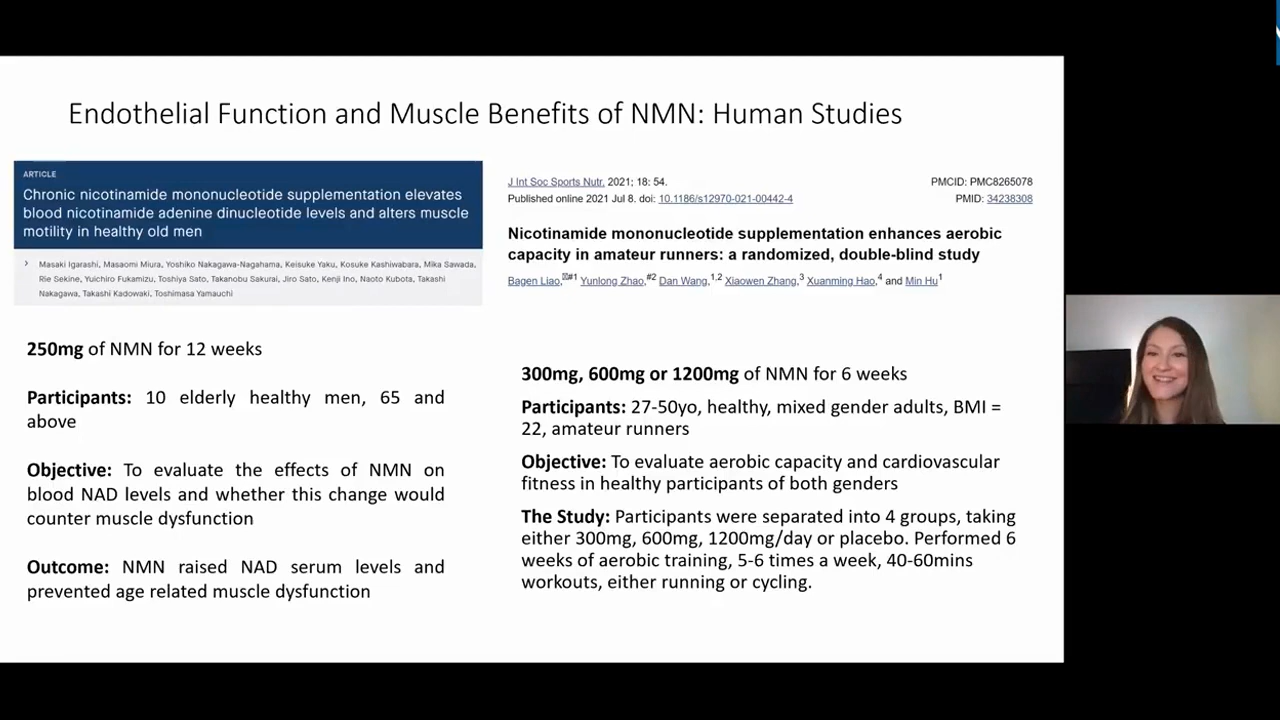 Endothelial Function and Muscle Benefits of NMN: Human Studies
ARTICLE
Chronic nicotinamide mononucleotide supplementation elevates
blood nicotinamide adenine dinucleotide levels and alters muscle
motility in healthy old men
Masaki Igarashi, Masaomi Miura, Yoshiko Nakagawa-Nagahama, Keisuke Yaku, Kosuke Kashiwabara, Mika Sawada,
Rie Sekine, Yuichiro Fukamizu, Toshiya Sato, Takanobu Sakurai, Jiro Sato, Kenji Ino, Naoto Kubota, Takashi
Nakagawa, Takashi Kadowaki, Toshimasa Yamauchi
250mg of NMN for 12 weeks
Participants: 10 elderly healthy men, 65 and
above
Objective: To evaluate the effects of NMN on
blood NAD levels and whether this change would
counter muscle dysfunction
Outcome: NMN raised NAD serum levels and
prevented age related muscle dysfunction
J Int Soc Sports Nutr. 2021; 18: 54.
PMCID: PMC8265078
Published online 2021 Jul 8. doi: 10.1186/s12970-021-00442-4
PMID: 34238308
Nicotinamide mononucleotide supplementation enhances aerobic
capacity in amateur runners: a randomized, double-blind study
Bagen Liao,✉#1 Yunlong Zhao,#2 Dan Wang,1,2 Xiaowen Zhang,3 Xuanming Hao,4 and Min Hu1
300mg, 600mg or 1200mg of NMN for 6 weeks
Participants: 27-50yo, healthy, mixed gender adults, BMI =
22, amateur runners
Objective: To evaluate aerobic capacity and cardiovascular
fitness in healthy participants of both genders
The Study: Participants were separated into 4 groups, taking
either 300mg, 600mg, 1200mg/day or placebo. Performed 6
weeks of aerobic training, 5-6 times a week, 40-60mins
workouts, either running or cycling.